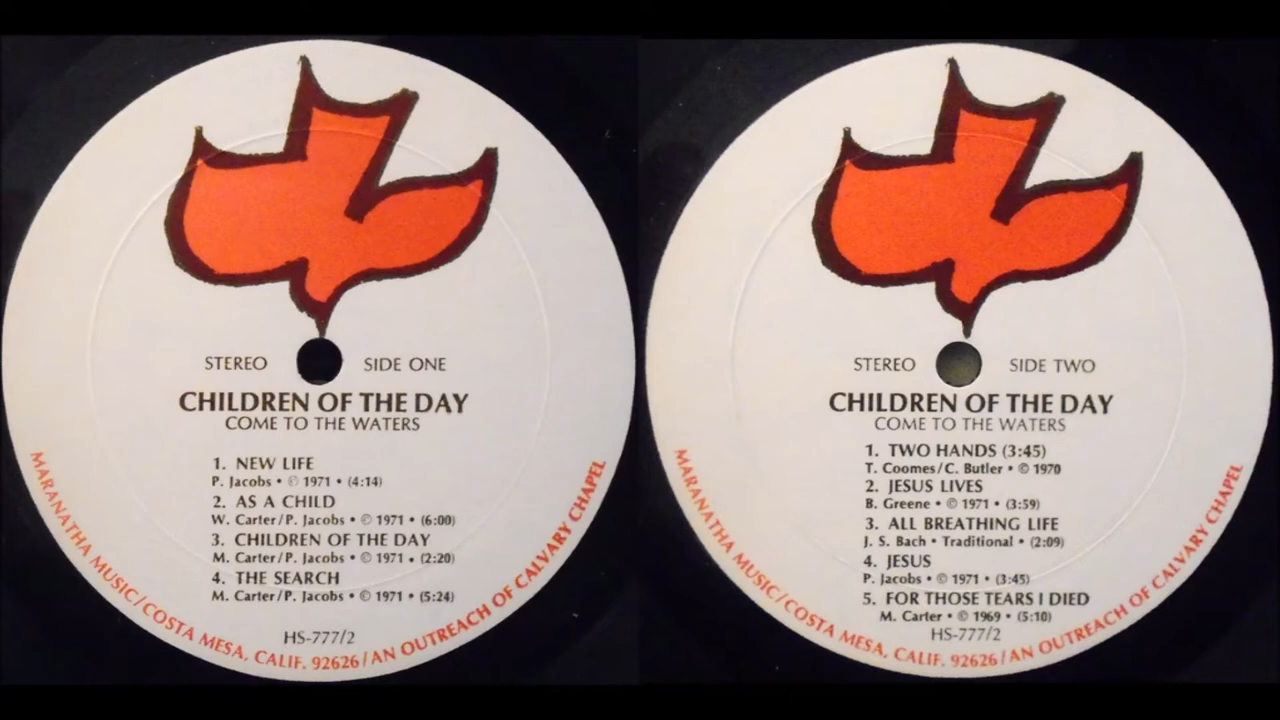 STEREO SIDE ONE
CHILDREN OF THE DAY
COME TO THE WATERS
1. NEW LIFE
P. Jacobs • © 1971 • (4:14)
2. AS A CHILD
W. Carter/P. Jacobs • © 1971 • (6:00)
3. CHILDREN OF THE DAY
M. Carter/P. Jacobs • © 1971 • (2:20)
4. THE SEARCH
M. Carter/P. Jacobs • © 1971 • (5:24)
HS-777/2
MARANATHA MUSIC/COSTA MESA, CALIF. 92626/AN OUTREACH OF CALVARY CHAPEL
STEREO SIDE TWO
CHILDREN OF THE DAY
COME TO THE WATERS
1. TWO HANDS (3:45)
T. Coomes/C. Butler • © 1970
2. JESUS LIVES
B. Greene • © 1971 • (3:59)
3. ALL BREATHING LIFE
J. S. Bach • Traditional • (2:09)
4. JESUS
P. Jacobs • © 1971 • (3:45)
5. FOR THOSE TEARS I DIED
M. Carter • © 1969 • (5:10)
HS-777/2
MARANATHA MUSIC/COSTA MESA, CALIF. 92626/AN OUTREACH OF CALVARY CHAPEL